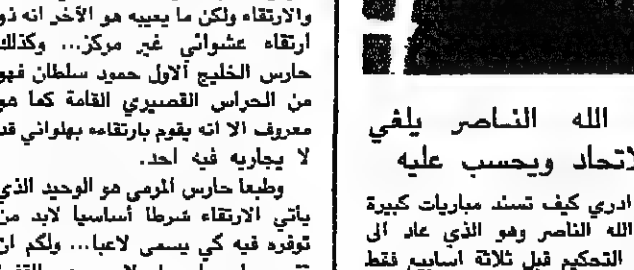 الله الناصر يلغي
ويحسب عليه
ادري كيف تسند مباريات كبيرة
الله الناصر وهو الذي عاد الى
التحكيم قبل ثلاثة اسابيع فقط
والارتقاء ولكن ما يعيبه هو الآخر انه ذو
ارتقاء عشوائي غير مركز... وكذلك
حارس الخليج الاول حميد سلطان فهو
من الحراس القصيري القامة كما هو
معروف الا انه يقوم بارتقاءه بهلواني قد
لا يجاريه فيه احد.
وطبعا حارس المرمى هو الوحيد الذي
يأتي الارتقاء شرطا أساسيا لابد من
توفره فيه كي يسمى لاعبا... ولكم ان